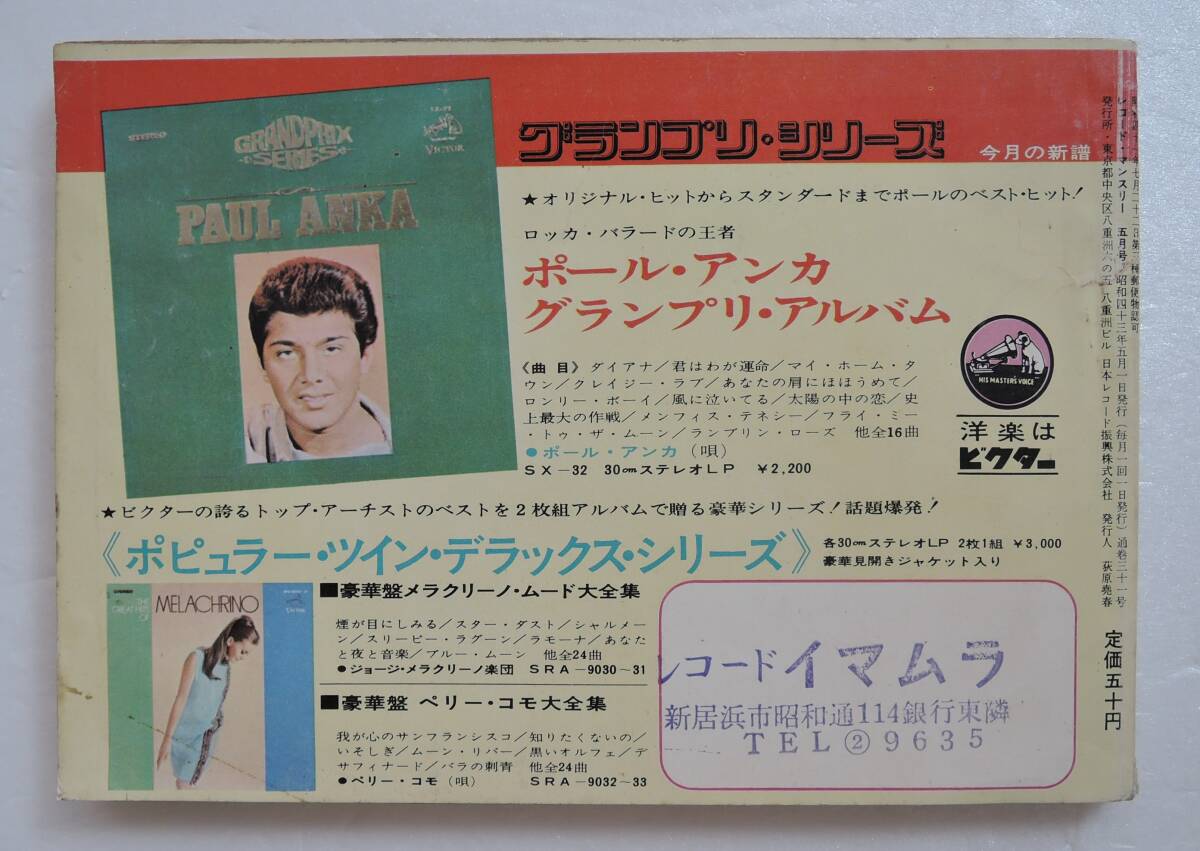 グランプリ・シリーズ
今月の新譜
STEREO
GRANDPRIX
SERIES
VICTOR
PAUL ANKA
★オリジナル・ヒットからスタンダードまでポールのベスト・ヒット!
ロッカ・バラードの王者
ポール・アンカ
グランプリ・アルバム
《曲目》ダイアナ/君はわが運命/マイ・ホーム・タ
ウン/クレイジー・ラブ/あなたの肩にほほうめて/
ロンリー・ボーイ/風に泣いてる/太陽の中の恋/史
上最大の作戦/メンフィス・テネシー/フライ・ミー
・トゥ・ザ・ムーン/ランブリン・ローズ 他全16曲
●ポール・アンカ(唄)
SX-32 30cmステレオLP ¥2,200
HIS MASTER'S VOICE
洋楽は
ビクター
★ビクターの誇るトップ・アーチストのベストを2枚組アルバムで贈る豪華シリーズ!話題爆発!
《ポピュラー・ツイン・デラックス・シリーズ》
各30cmステレオLP 2枚1組 ¥3,000
豪華見開きジャケット入り
THE
GREAT HITS
OF
MELACHRINO
■豪華盤メラクリーノ・ムード大全集
煙が目にしみる/スター・ダスト/シャルメー
ン/スリーピー・ラグーン/ラモーナ/あなた
と夜と音楽/ブルー・ムーン 他全24曲
●ジョージ・メラクリーノ楽団 SRA-9030~31
■豪華盤 ペリー・コモ大全集
我が心のサンフランシスコ/知りたくないの/
いそしぎ/ムーン・リバー/黒いオルフェ/デ
サフィナード/バラの刺青 他全24曲
●ペリー・コモ(唄) SRA-9032~33
レコードイマムラ
新居浜市昭和通114銀行東隣
TEL②9635
年七月二十二日第三種郵便物認可
レコード・マンスリー 五月号 昭和四十三年五月一日発行(毎月一回一日発行)通巻三十一号
発行所・東京都中央区八重洲六の五 八重洲ビル 日本レコード振興株式会社 発行人 荻原堯春
定価五十円